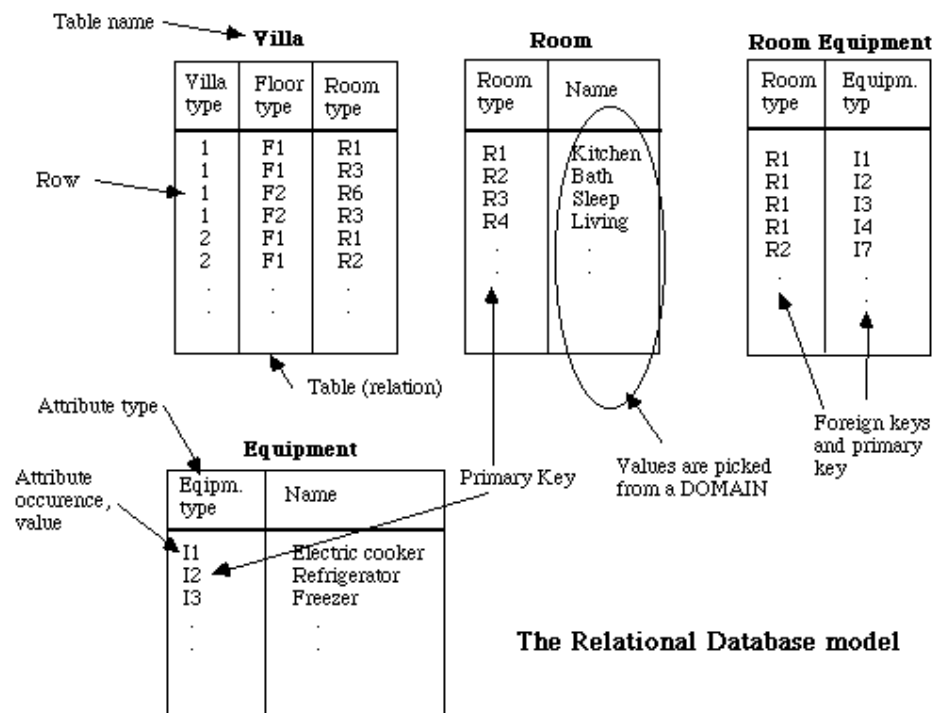 Table name
Villa
Room
Room Equipment
Villa type
Floor type
Room type
1 F1 R1
1 F1 R3
1 F2 R6
1 F2 R3
2 F1 R1
2 F1 R2
. . .
. . .
Row
Room type
Name
R1 Kitchen
R2 Bath
R3 Sleep
R4 Living
. .
. .
Room type
Equipm. typ
R1 I1
R1 I2
R1 I3
R1 I4
R2 I7
. .
. .
Table (relation)
Attribute type
Equipment
Attribute
occurence,
value
Eqipm. type
Name
I1 Electric cooker
I2 Refrigerator
I3 Freezer
. .
. .
Primary Key
Values are picked
from a DOMAIN
Foreign keys
and primary
key
The Relational Database model